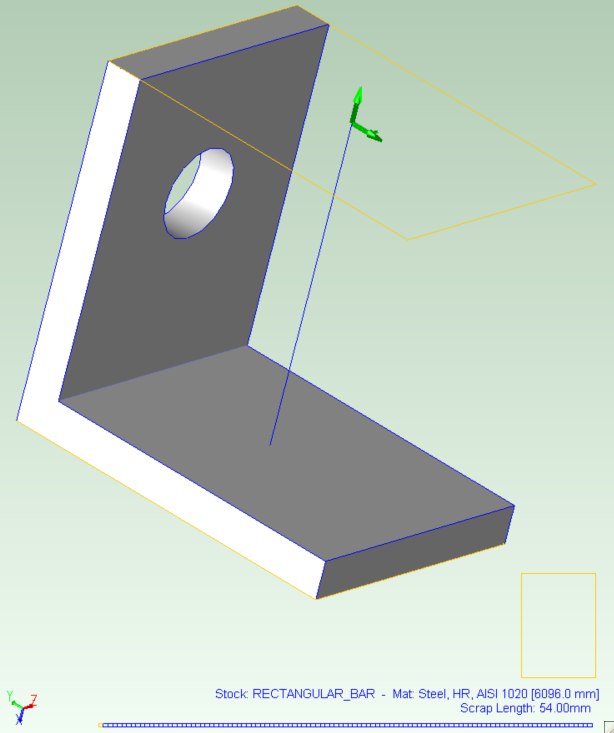 Y
Z
X
Stock: RECTANGULAR_BAR - Mat: Steel, HR, AISI 1020 [6096.0 mm]
Scrap Length: 54.00mm